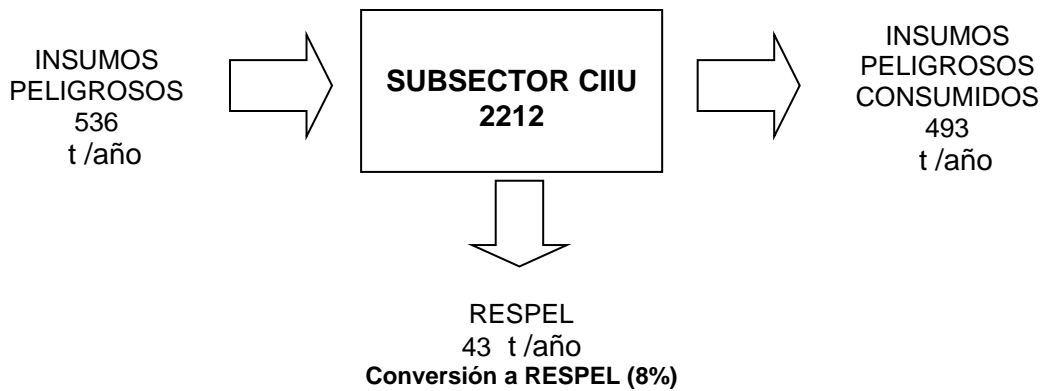 INSUMOS
PELIGROSOS
536
t /año
SUBSECTOR CIIU
2212
INSUMOS
PELIGROSOS
CONSUMIDOS
493
t /año
RESPEL
43 t /año
Conversión a RESPEL (8%)